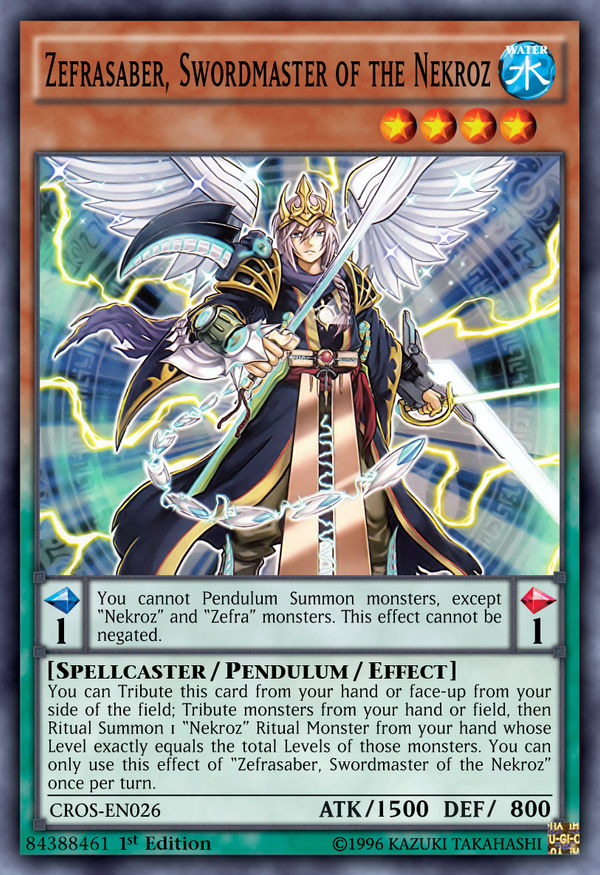 Zefrasaber, Swordmaster of the Nekroz
WATER
水
You cannot Pendulum Summon monsters, except
"Nekroz" and "Zefra" monsters. This effect cannot be
negated.
1
1
[Spellcaster / Pendulum / Effect]
You can Tribute this card from your hand or face-up from your
side of the field; Tribute monsters from your hand or field, then
Ritual Summon 1 "Nekroz" Ritual Monster from your hand whose
Level exactly equals the total Levels of those monsters. You can
only use this effect of "Zefrasaber, Swordmaster of the Nekroz"
once per turn.
CROS-EN026
ATK/1500 DEF/ 800
84388461 1st Edition
©1996 KAZUKI TAKAHASHI